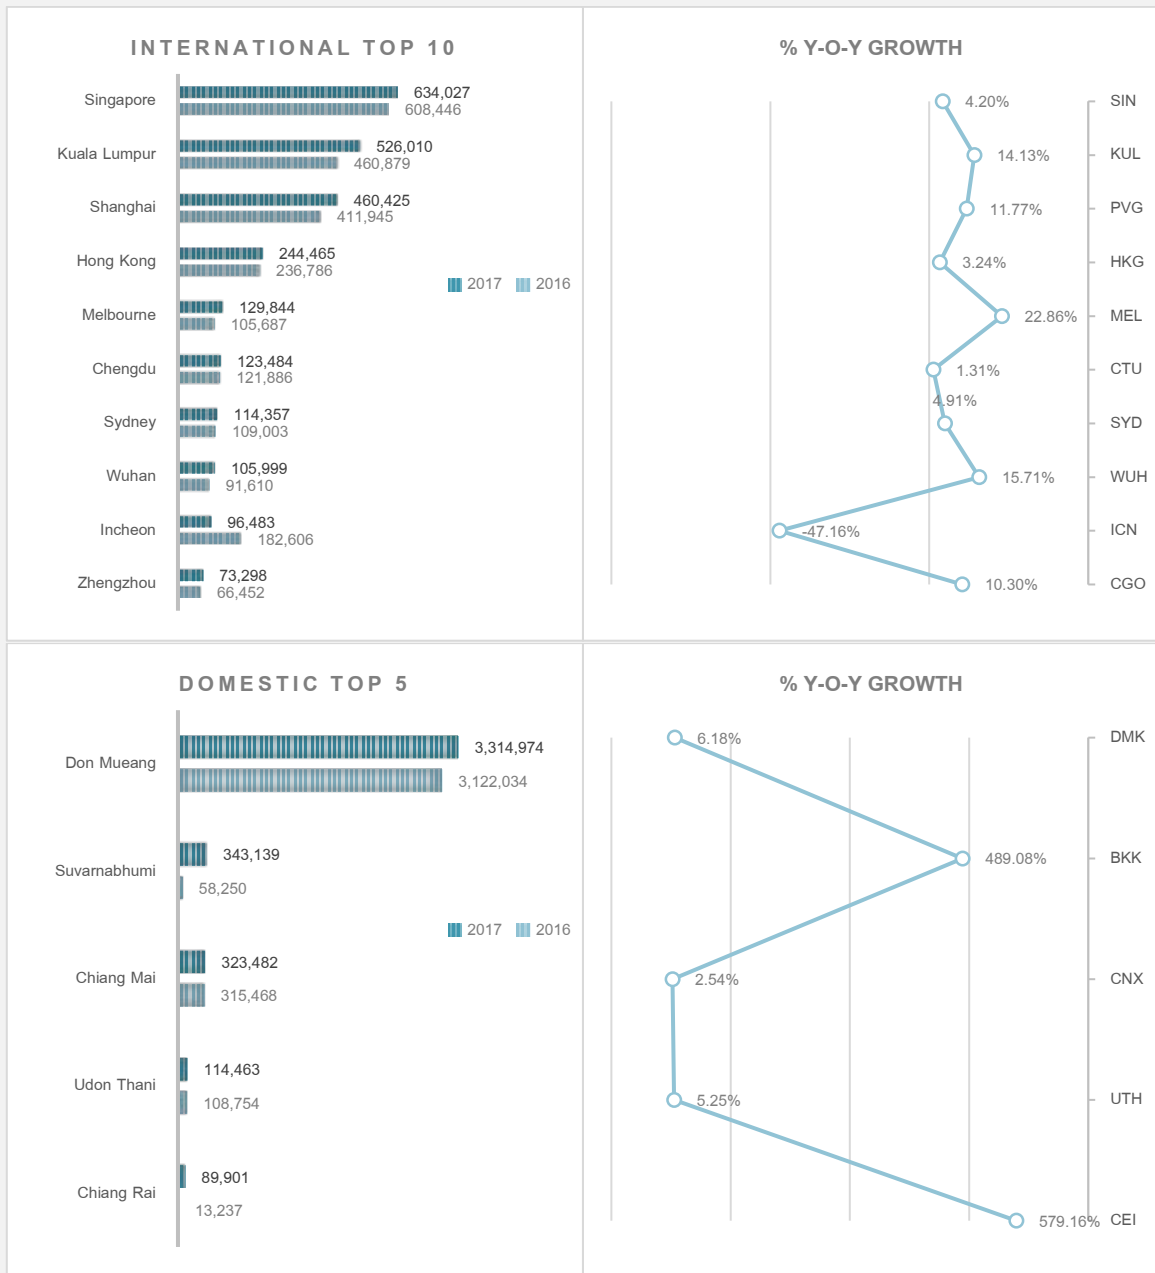 INTERNATIONAL TOP 10
Singapore
634,027
608,446
Kuala Lumpur
526,010
460,879
Shanghai
460,425
411,945
Hong Kong
244,465
236,786
2017 2016
Melbourne
129,844
105,687
Chengdu
123,484
121,886
Sydney
114,357
109,003
Wuhan
105,999
91,610
Incheon
96,483
182,606
Zhengzhou
73,298
66,452
% Y-O-Y GROWTH
4.20% SIN
14.13% KUL
11.77% PVG
3.24% HKG
22.86% MEL
1.31% CTU
4.91% SYD
15.71% WUH
-47.16% ICN
10.30% CGO
DOMESTIC TOP 5
Don Mueang
3,314,974
3,122,034
Suvarnabhumi
343,139
58,250
2017 2016
Chiang Mai
323,482
315,468
Udon Thani
114,463
108,754
Chiang Rai
89,901
13,237
% Y-O-Y GROWTH
6.18% DMK
489.08% BKK
2.54% CNX
5.25% UTH
579.16% CEI